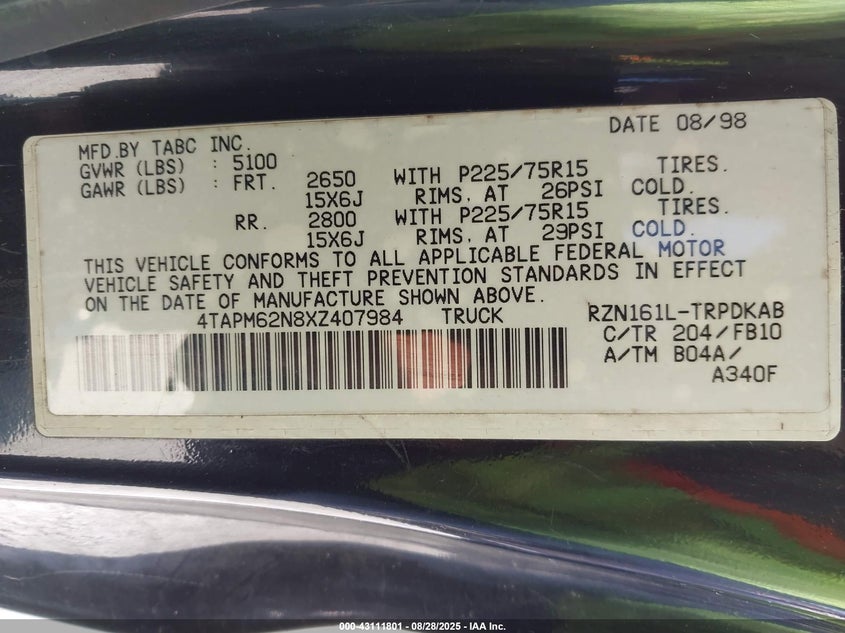 DATE 08/98
MFD.BY TABC INC.
GVWR (LBS) : 5100
GAWR (LBS) : FRT. 2650 WITH P225/75R15 TIRES.
15X6J RIMS, AT 26PSI COLD.
RR. 2800 WITH P225/75R15 TIRES.
15X6J RIMS, AT 29PSI COLD.
THIS VEHICLE CONFORMS TO ALL APPLICABLE FEDERAL MOTOR
VEHICLE SAFETY AND THEFT PREVENTION STANDARDS IN EFFECT
ON THE DATE OF MANUFACTURE SHOWN ABOVE.
4TAPM62N8XZ407984 TRUCK RZN161L-TRPDKAB
C/TR 204/FB10
A/TM B04A/
A340F
000-43111801 - 08/28/2025 - IAA Inc.